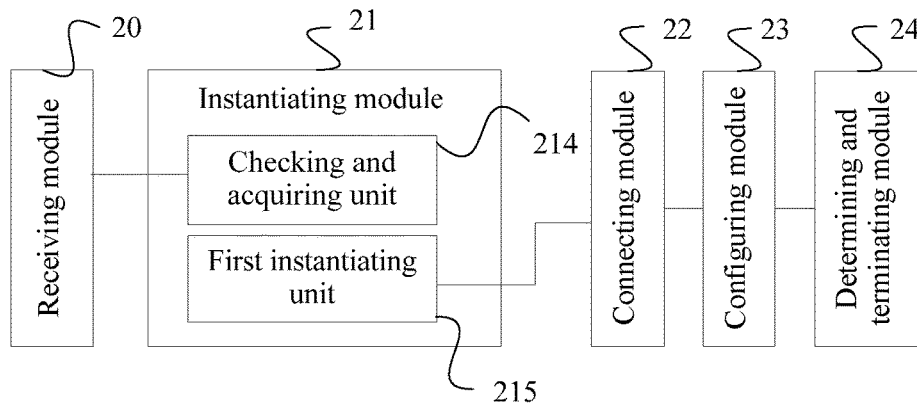 20
21
22
23
24
Receiving module
Instantiating module
Checking and
acquiring unit
214
First instantiating
unit
215
Connecting module
Configuring module
Determining and
terminating module